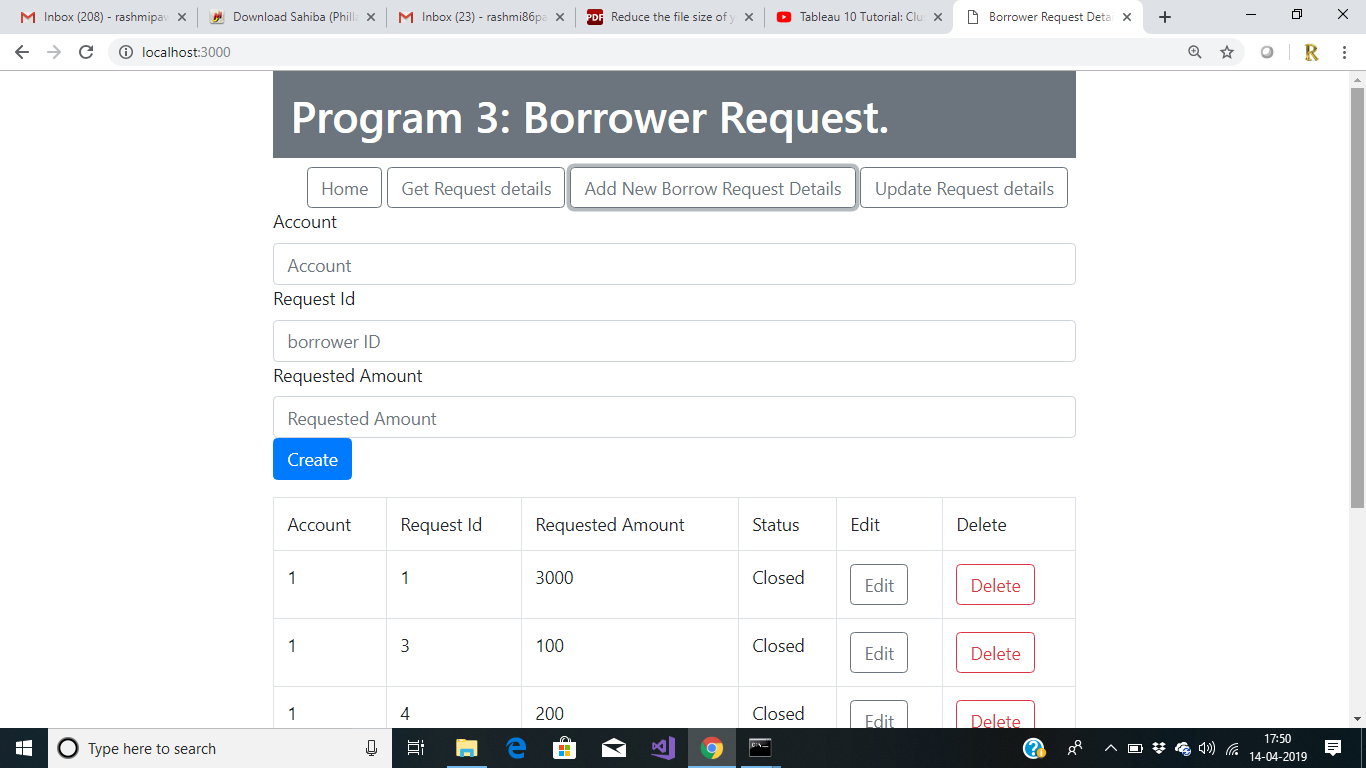 Inbox (208) - rashmipaw
Download Sahiba (Philla
Inbox (23) - rashmi86pa
PDF
Reduce the file size of y
Tableau 10 Tutorial: Clu
Borrower Request Detai
localhost:3000
R
Program 3: Borrower Request.
Home
Get Request details
Add New Borrow Request Details
Update Request details
Account
Account
Request Id
borrower ID
Requested Amount
Requested Amount
Create
Account Request Id Requested Amount Status Edit Delete
1 1 3000 Closed Edit Delete
1 3 100 Closed Edit Delete
1 4 200 Closed Edit Delete
Type here to search
17:50
14-04-2019